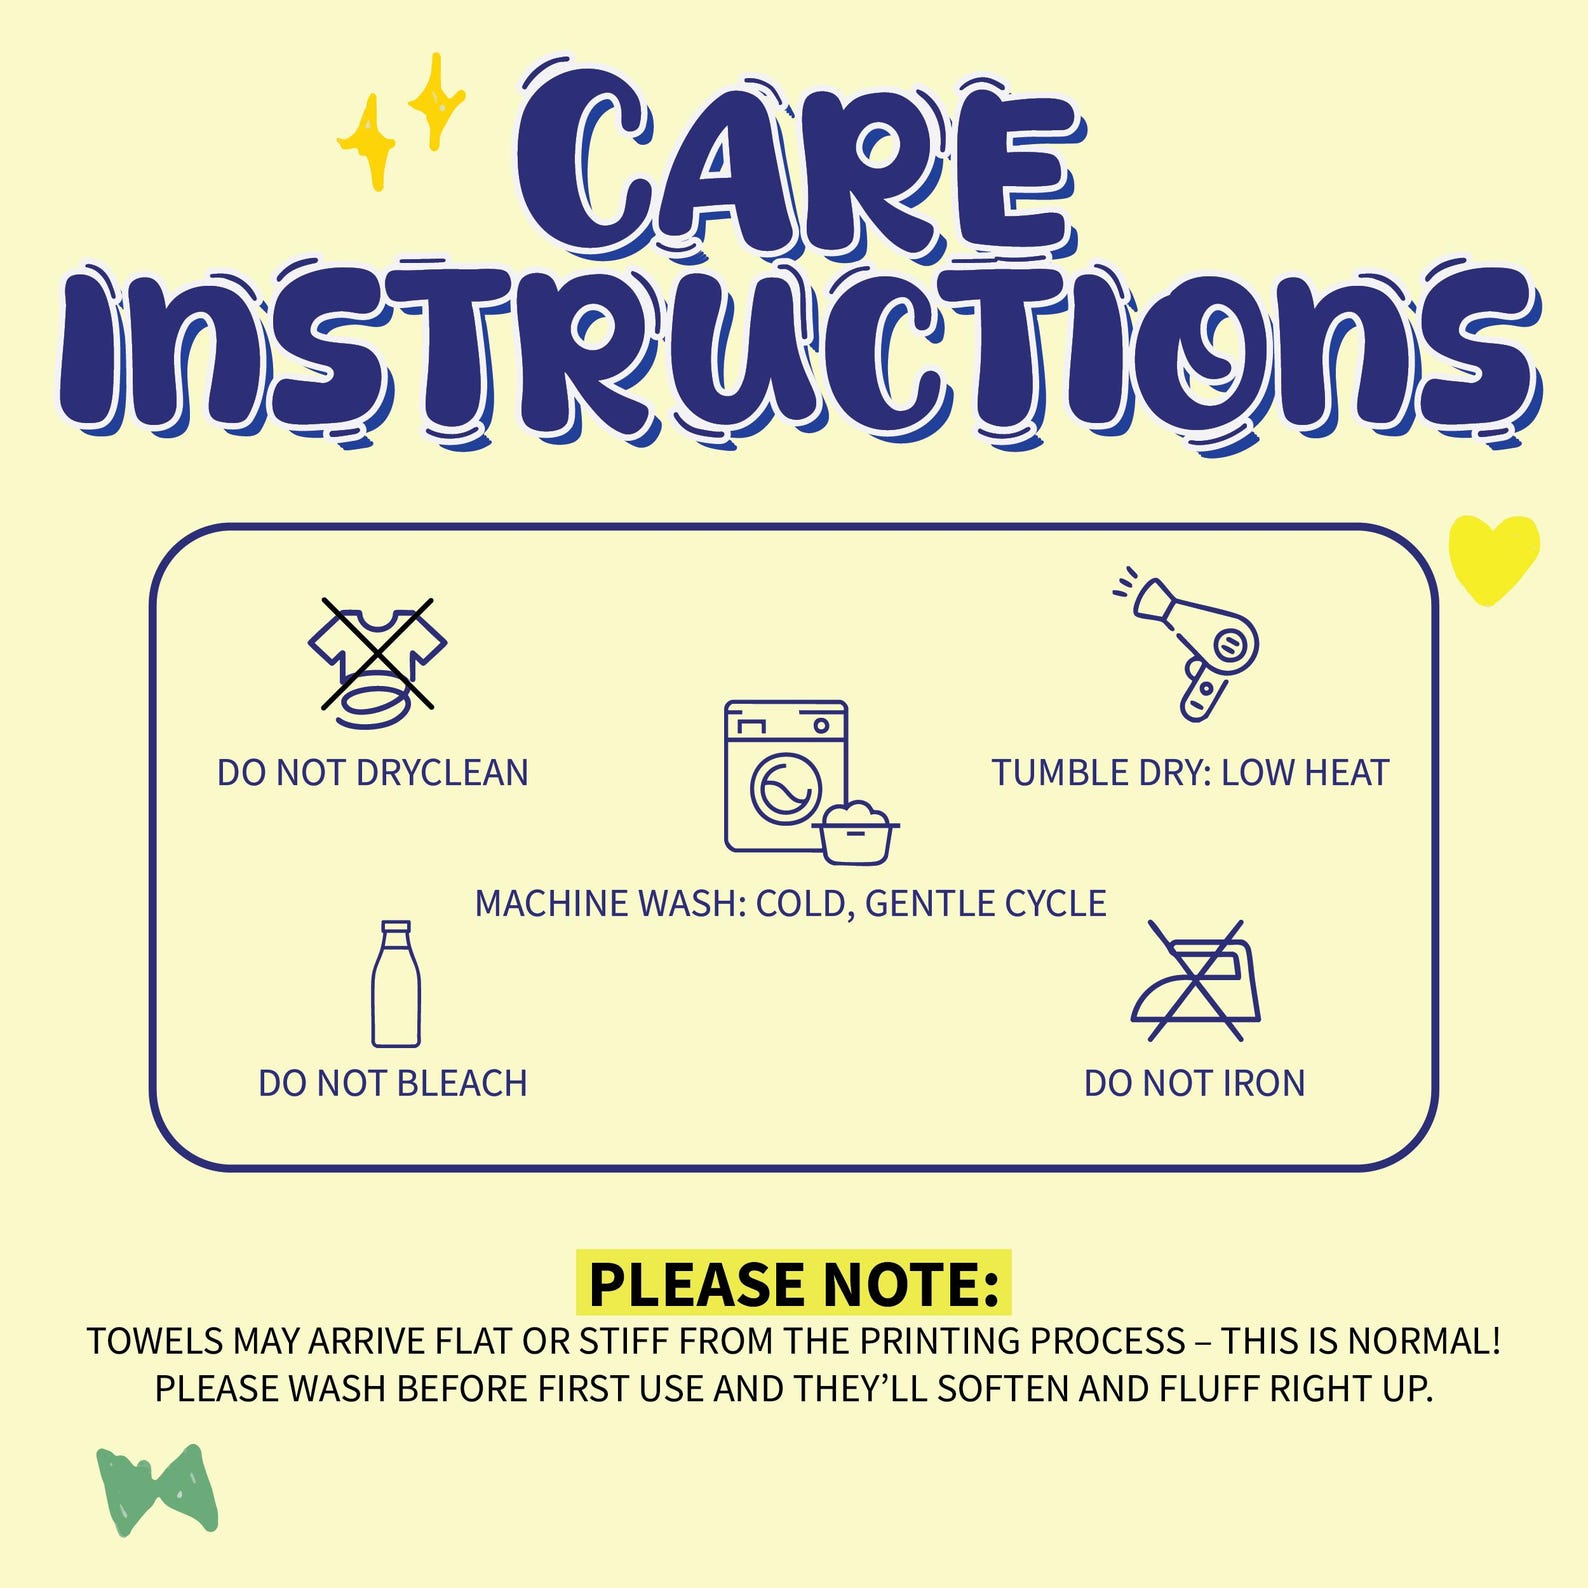 CARE
INSTRUCTIONS
DO NOT DRYCLEAN
TUMBLE DRY: LOW HEAT
MACHINE WASH: COLD, GENTLE CYCLE
DO NOT BLEACH
DO NOT IRON
PLEASE NOTE:
TOWELS MAY ARRIVE FLAT OR STIFF FROM THE PRINTING PROCESS – THIS IS NORMAL!
PLEASE WASH BEFORE FIRST USE AND THEY’LL SOFTEN AND FLUFF RIGHT UP.